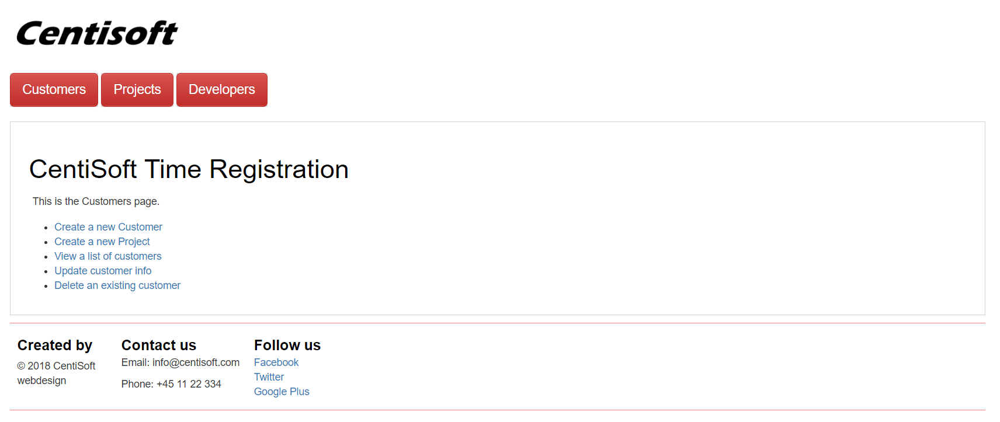 Centisoft
Customers Projects Developers
CentiSoft Time Registration
This is the Customers page.
Create a new Customer
Create a new Project
View a list of customers
Update customer info
Delete an existing customer
Created by
© 2018 CentiSoft
webdesign
Contact us
Email: info@centisoft.com
Phone: +45 11 22 334
Follow us
Facebook
Twitter
Google Plus